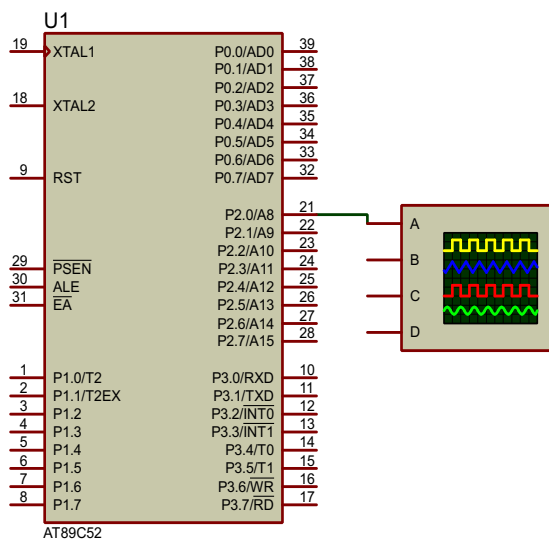 U1
19 XTAL1 P0.0/AD0 39
P0.1/AD1 38
P0.2/AD2 37
18 XTAL2 P0.3/AD3 36
P0.4/AD4 35
P0.5/AD5 34
P0.6/AD6 33
9 RST P0.7/AD7 32
P2.0/A8 21 A
P2.1/A9 22
P2.2/A10 23 B
29 PSEN P2.3/A11 24
30 ALE P2.4/A12 25 C
31 EA P2.5/A13 26
P2.6/A14 27 D
P2.7/A15 28
1 P1.0/T2 P3.0/RXD 10
2 P1.1/T2EX P3.1/TXD 11
3 P1.2 P3.2/INT0 12
4 P1.3 P3.3/INT1 13
5 P1.4 P3.4/T0 14
6 P1.5 P3.5/T1 15
7 P1.6 P3.6/WR 16
8 P1.7 P3.7/RD 17
AT89C52